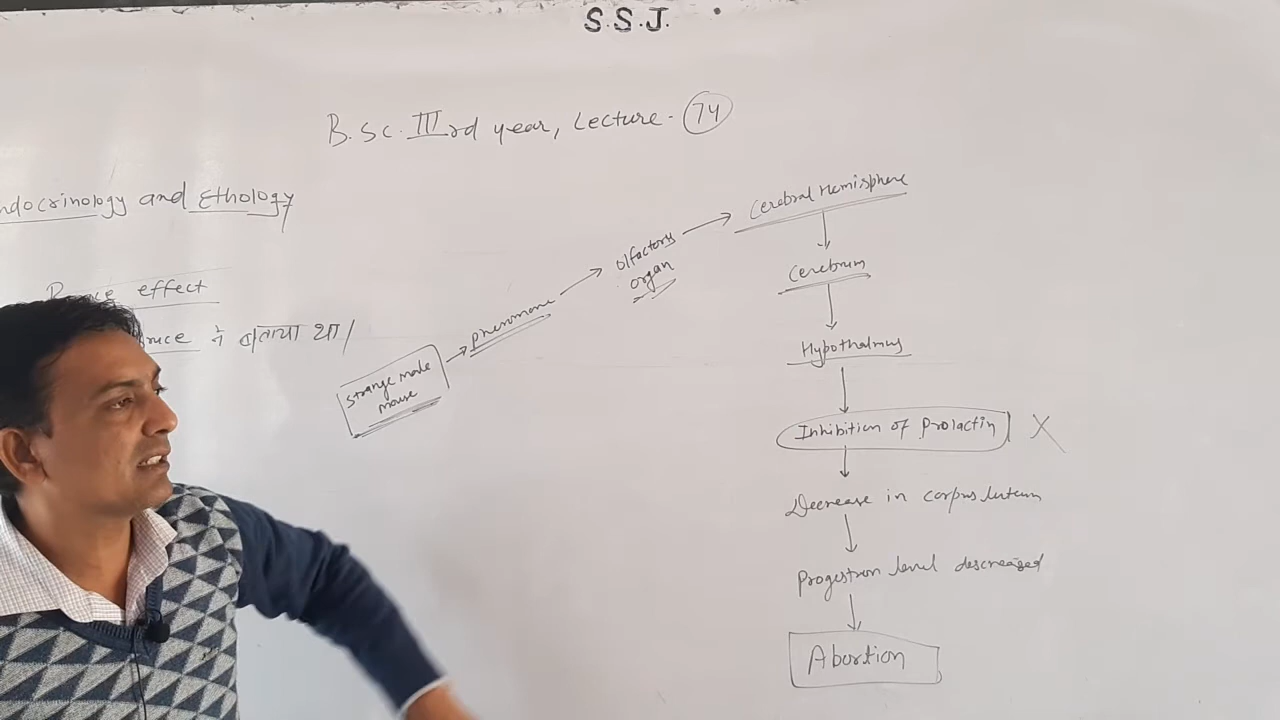 S.S.J.
B.Sc. IIIrd year, Lecture - 74
ndocrinology and Ethology
effect
ruce ने बताया था।
strange male
mouse
pheromone
olfactory
organ
Cerebral Hemisphere
Cerebrum
Hypothalmus
Inhibition of Prolactin X
Decrease in corpus luteum
Progestron level descreased
Abortion